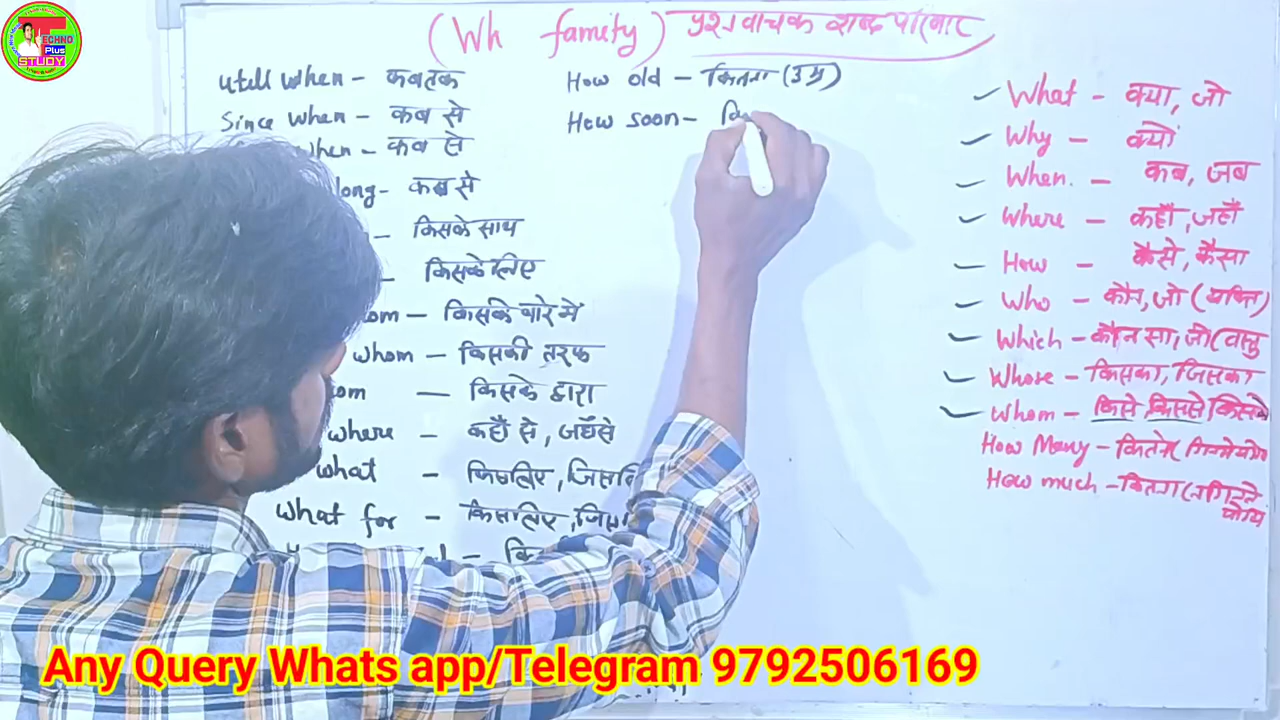 TECHNO
Plus
STUDY
(Wh family) प्रश्नवाचक शब्द परिवार
utill when - कब तक
Since when - कब से
hen - कब से
long - कब से
- किसके साथ
- किसके लिए
om - किसके बारे में
whom - किसकी तरफ
om - किसके द्वारा
where - कहाँ से, जहाँ से
what - किसलिए, जिसलि
What for - किसलिए, जिस
How old - कितना (उम्र)
How soon -
What - क्या, जो
Why - क्यों
When. - कब, जब
Where - कहाँ, जहाँ
How - कैसे, कैसा
Who - कौन, जो (व्यक्ति)
Which - कौन सा, जो (वस्तु
Whose - किसका, जिसका
Whom - किसे किससे किसके
How Many - कितने
How much - कितना
Any Query Whats app/Telegram 9792506169